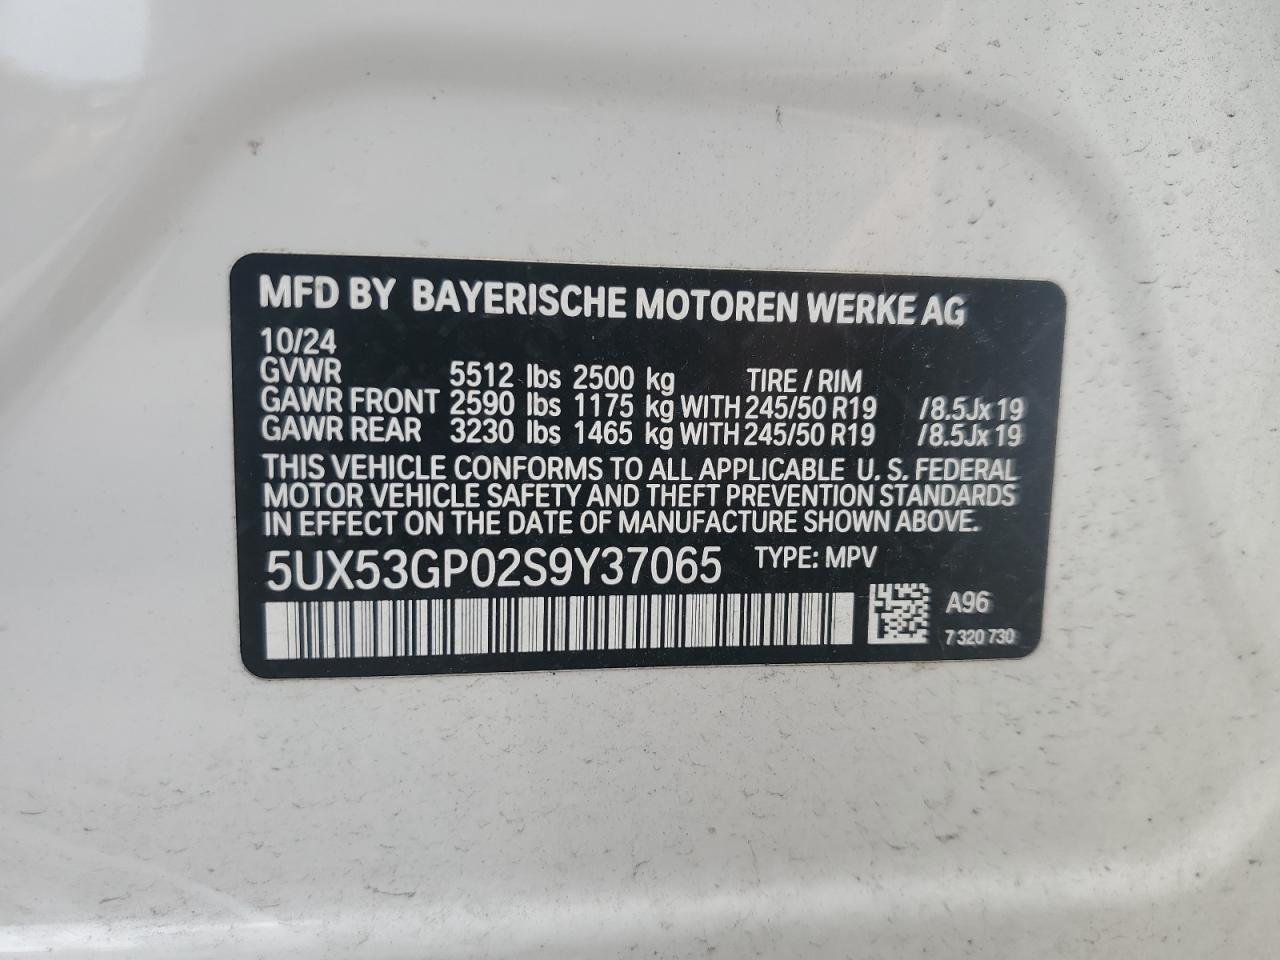 MFD BY BAYERISCHE MOTOREN WERKE AG
10/24
GVWR 5512 lbs 2500 kg TIRE / RIM
GAWR FRONT 2590 lbs 1175 kg WITH 245/50 R19 /8.5Jx19
GAWR REAR 3230 lbs 1465 kg WITH 245/50 R19 /8.5Jx19
THIS VEHICLE CONFORMS TO ALL APPLICABLE U. S. FEDERAL
MOTOR VEHICLE SAFETY AND THEFT PREVENTION STANDARDS
IN EFFECT ON THE DATE OF MANUFACTURE SHOWN ABOVE.
5UX53GP02S9Y37065 TYPE: MPV
A96
7 320 730